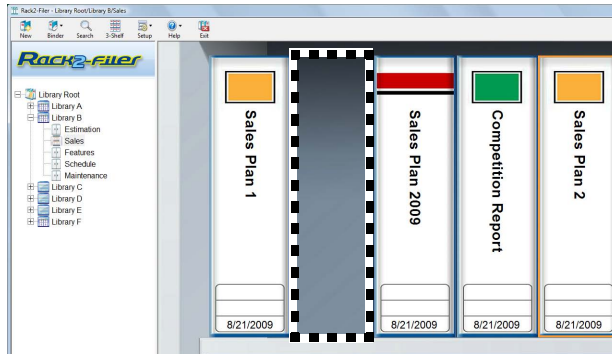 Rack2-Filer - Library Root/Library B/Sales
New Binder Search 3-Shelf Setup Help Exit
Rack2-Filer
Library Root
Library A
Library B
Estimation
Sales
Features
Schedule
Maintenance
Library C
Library D
Library E
Library F
Sales Plan 1
8/21/2009
Sales Plan 2009
8/21/2009
Competition Report
8/21/2009
Sales Plan 2
8/21/2009